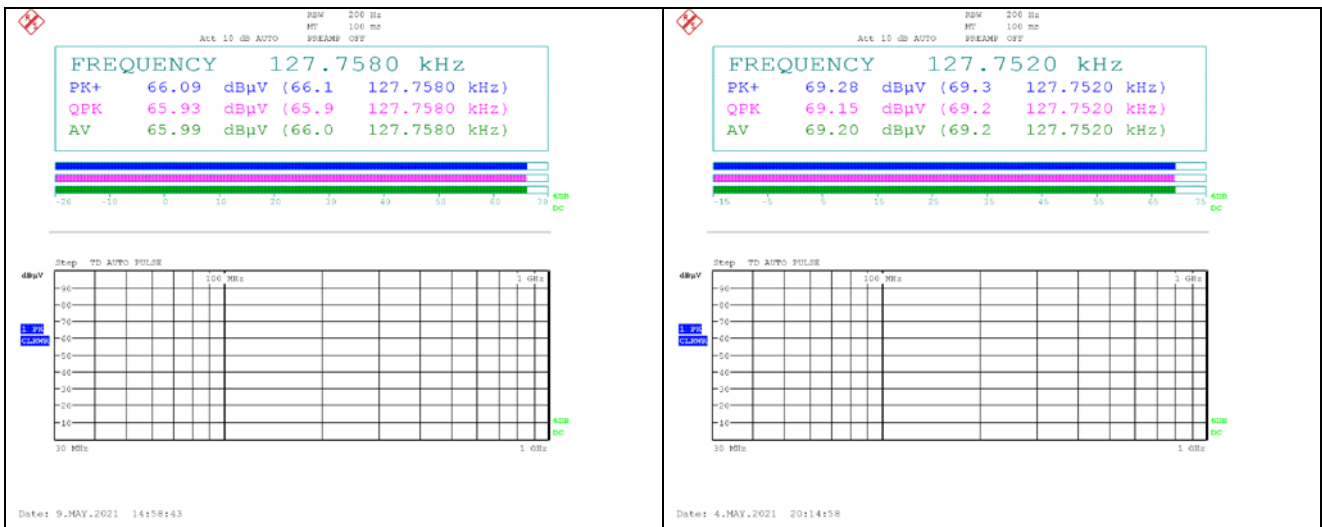 RBW 200 Hz
MT 100 ms
Att 10 dB AUTO PREAMP OFF
FREQUENCY 127.7580 kHz
PK+ 66.09 dBµV (66.1 127.7580 kHz)
QPK 65.93 dBµV (65.9 127.7580 kHz)
AV 65.99 dBµV (66.0 127.7580 kHz)
-20 -10 0 10 20 30 40 50 60 70
6DB
DC
Step TD AUTO PULSE
dBµV
100 MHz 1 GHz
90
80
70
1 PK
60
CLRWR
50
40
30
20
10
6DB
DC
30 MHz 1 GHz
Date: 9.MAY.2021 14:58:43
RBW 200 Hz
MT 100 ms
Att 10 dB AUTO PREAMP OFF
FREQUENCY 127.7520 kHz
PK+ 69.28 dBµV (69.3 127.7520 kHz)
QPK 69.15 dBµV (69.2 127.7520 kHz)
AV 69.20 dBµV (69.2 127.7520 kHz)
-15 -5 5 15 25 35 45 55 65 75
6DB
DC
Step TD AUTO PULSE
dBµV
100 MHz 1 GHz
90
80
70
1 PK
60
CLRWR
50
40
30
20
10
6DB
DC
30 MHz 1 GHz
Date: 4.MAY.2021 20:14:58